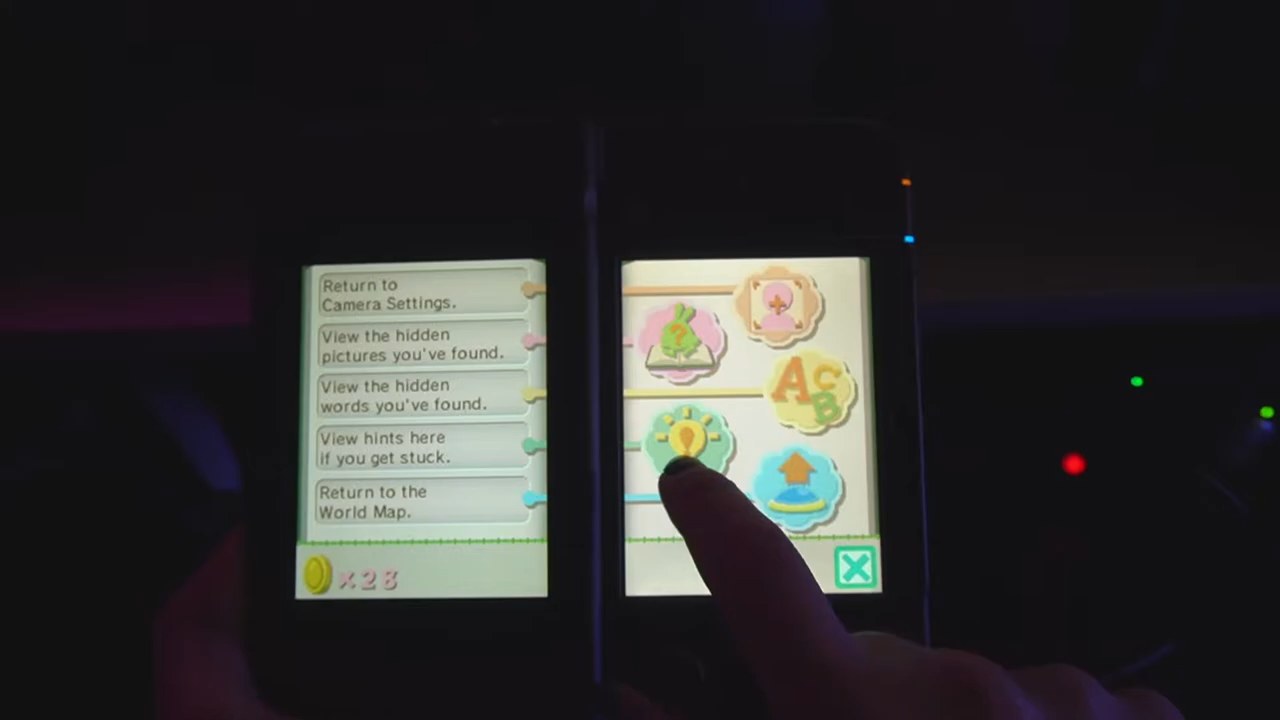 Return to
Camera Settings.
View the hidden
pictures you've found.
View the hidden
words you've found.
View hints here
if you get stuck.
Return to the
World Map.
x28
?
A C
B